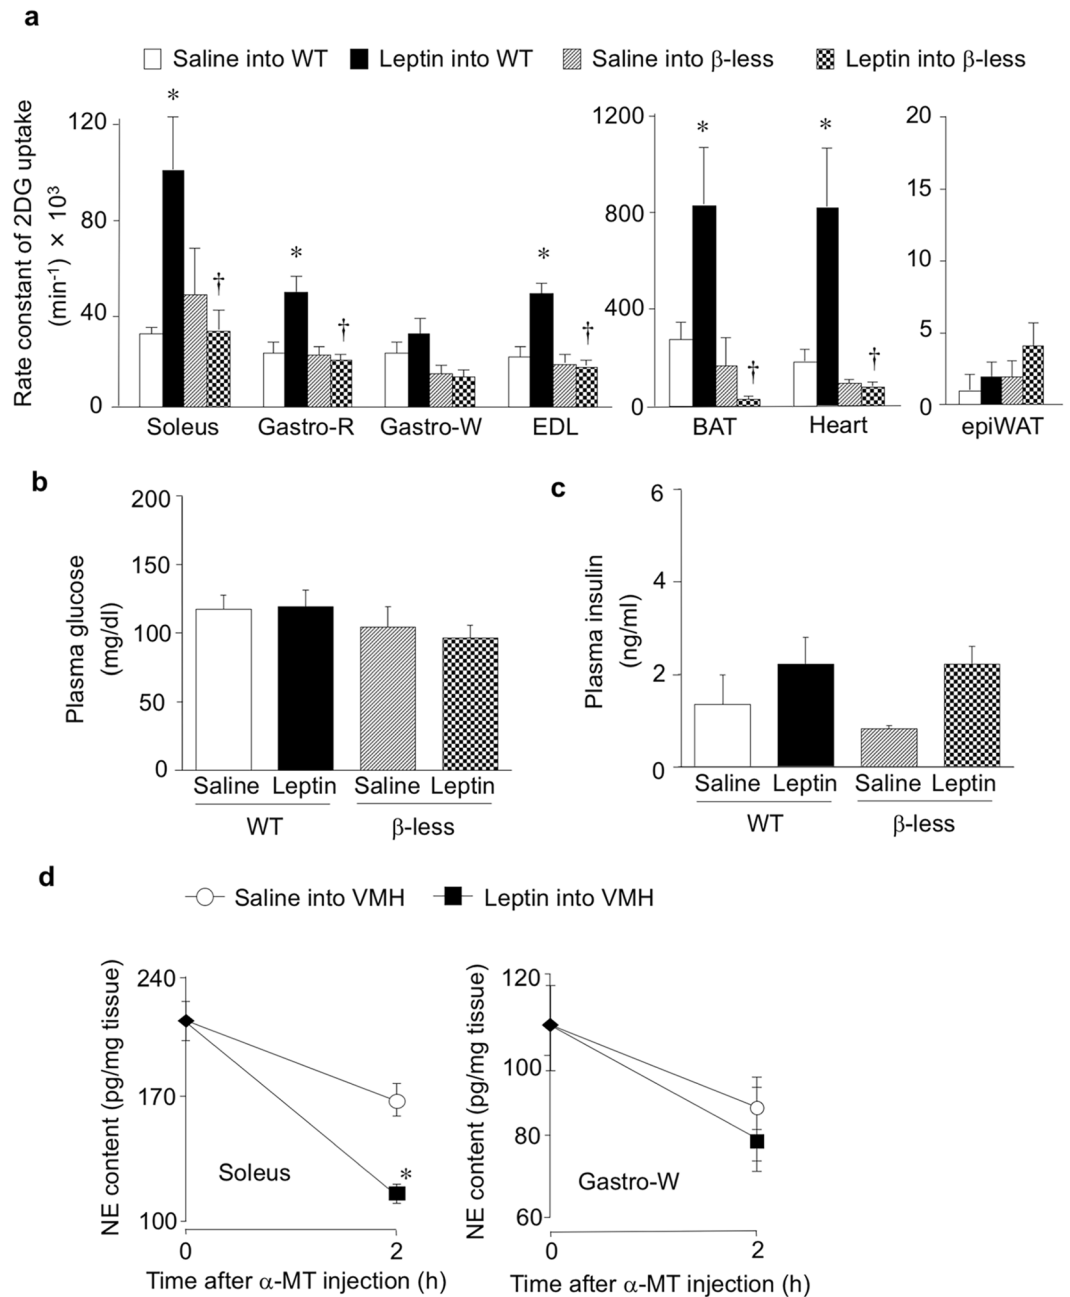 a
Saline into WT Leptin into WT Saline into β-less Leptin into β-less
Rate constant of 2DG uptake
(min⁻¹) × 10³
120
80
40
0
* * * † † †
Soleus Gastro-R Gastro-W EDL
1200
800
400
0
* * † †
BAT Heart
20
15
10
5
0
epiWAT
b
Plasma glucose
(mg/dl)
200
150
100
50
0
Saline Leptin Saline Leptin
WT β-less
c
Plasma insulin
(ng/ml)
6
4
2
0
Saline Leptin Saline Leptin
WT β-less
d
Saline into VMH Leptin into VMH
NE content (pg/mg tissue)
240
170
100
Soleus
*
0 2
Time after α-MT injection (h)
NE content (pg/mg tissue)
120
100
80
60
Gastro-W
0 2
Time after α-MT injection (h)